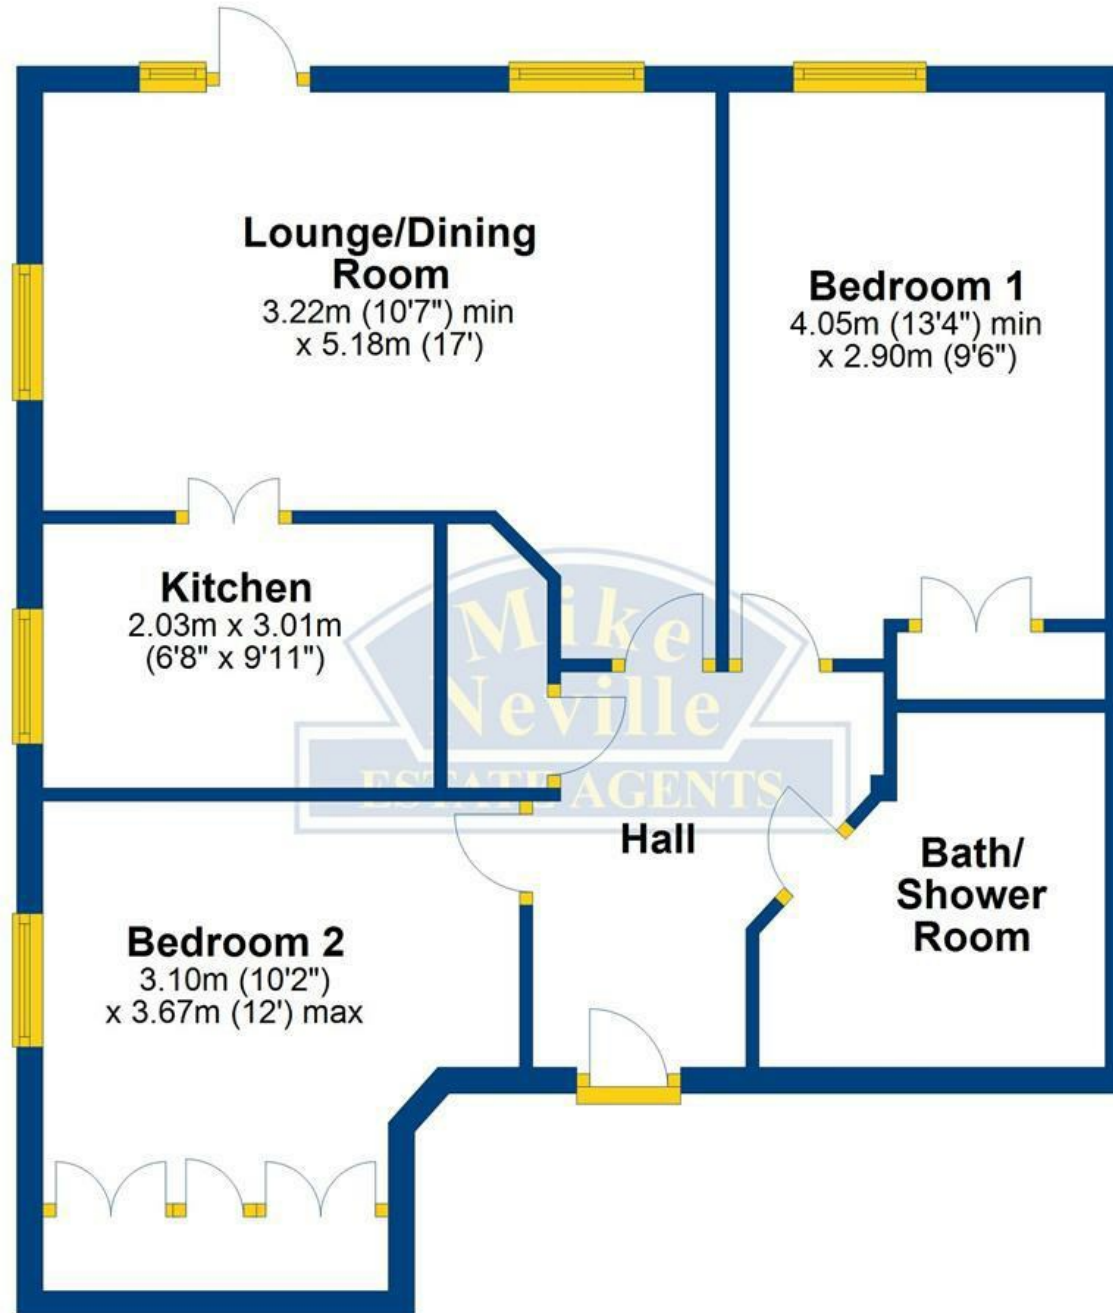 Lounge/Dining
Room
3.22m (10'7") min
x 5.18m (17')
Bedroom 1
4.05m (13'4") min
x 2.90m (9'6")
Kitchen
2.03m x 3.01m
(6'8" x 9'11")
Mike
Neville
ESTATE AGENTS
Hall
Bath/
Shower
Room
Bedroom 2
3.10m (10'2")
x 3.67m (12') max